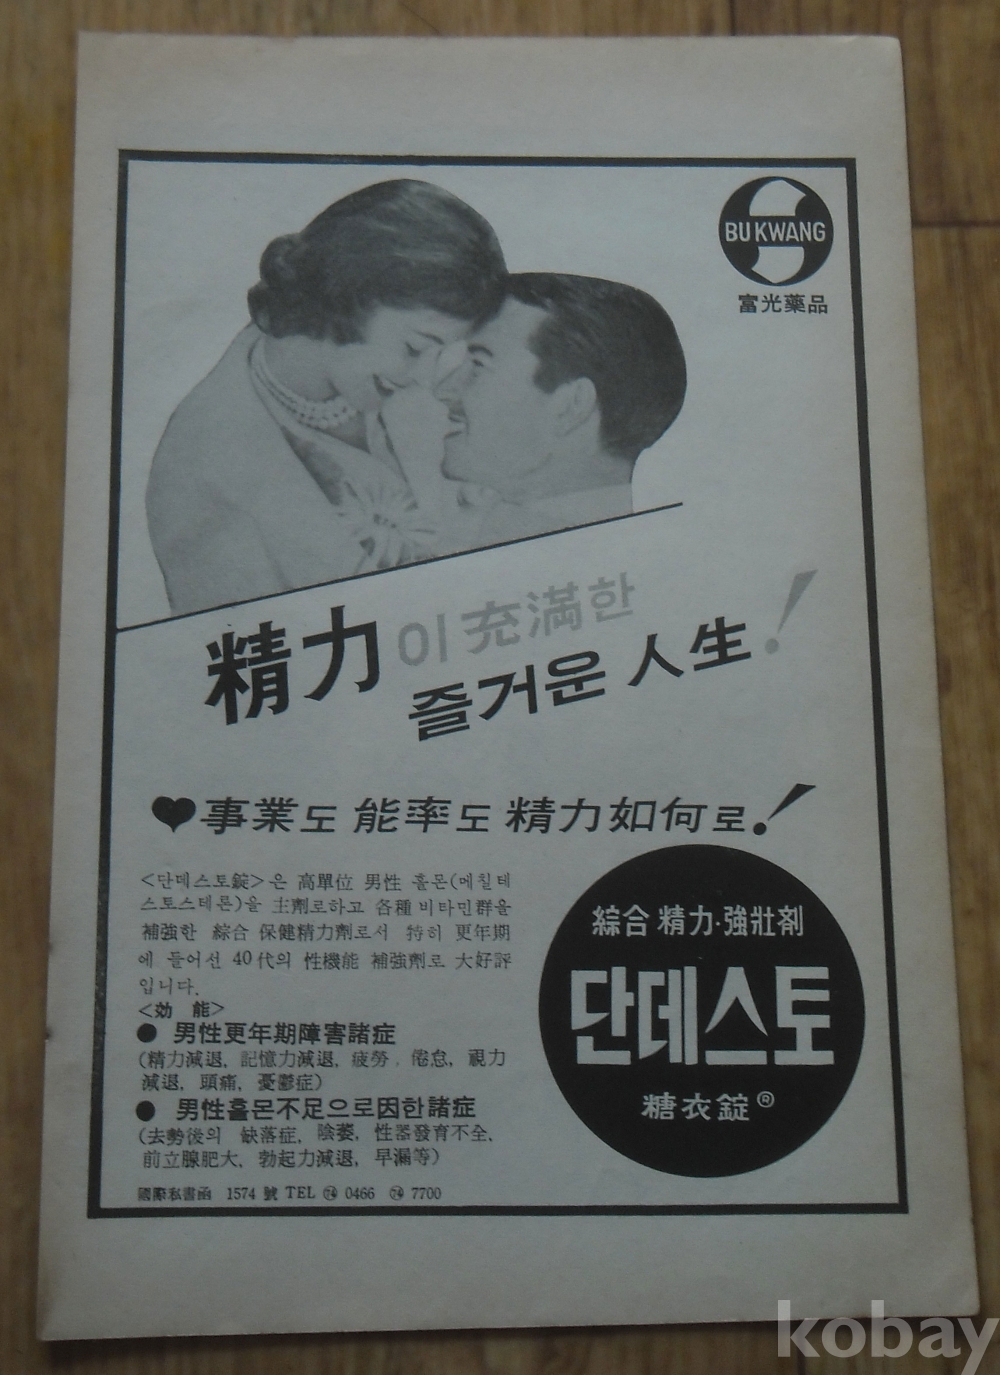 BU KWANG
富光藥品
精力이 充滿한
즐거운 人生!
♥事業도 能率도 精力如何로!
<단데스토錠>은 高單位 男性 홀몬(메칠테
스토스테론)을 主劑로하고 各種 비타민群을
補強한 綜合 保健精力劑로서 特히 更年期
에 들어선 40代의 性機能 補強劑로 大好評
입니다.
<効 能>
● 男性更年期障害諸症
(精力減退, 記憶力減退, 疲勞, 倦怠, 視力
減退, 頭痛, 憂鬱症)
● 男性홀몬不足으로因한諸症
(去勢後의 缺落症, 陰萎, 性器發育不全,
前立腺肥大, 勃起力減退, 早漏等)
國際私書函 1574 號 TEL ㉔ 0466 ㉔ 7700
綜合 精力·強壯剤
단데스토
糖衣錠®
kobay